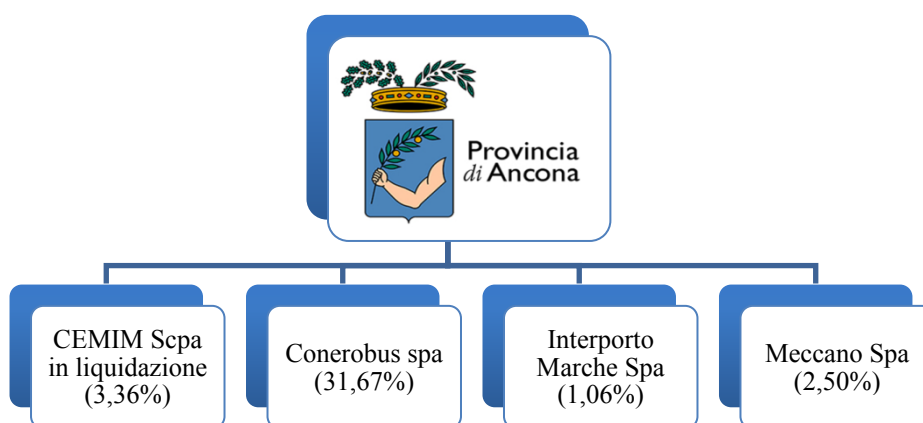 Provincia
di Ancona
CEMIM Scpa
in liquidazione
(3,36%)
Conerobus spa
(31,67%)
Interporto
Marche Spa
(1,06%)
Meccano Spa
(2,50%)